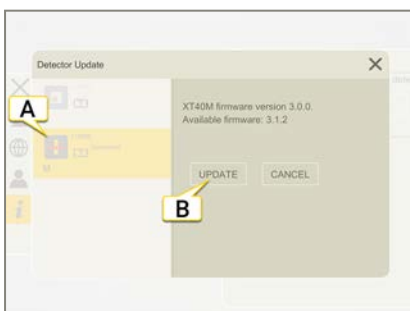 Detector Update
A
M
XT40M firmware version 3.0.0.
Available firmware: 3.1.2
UPDATE
CANCEL
B